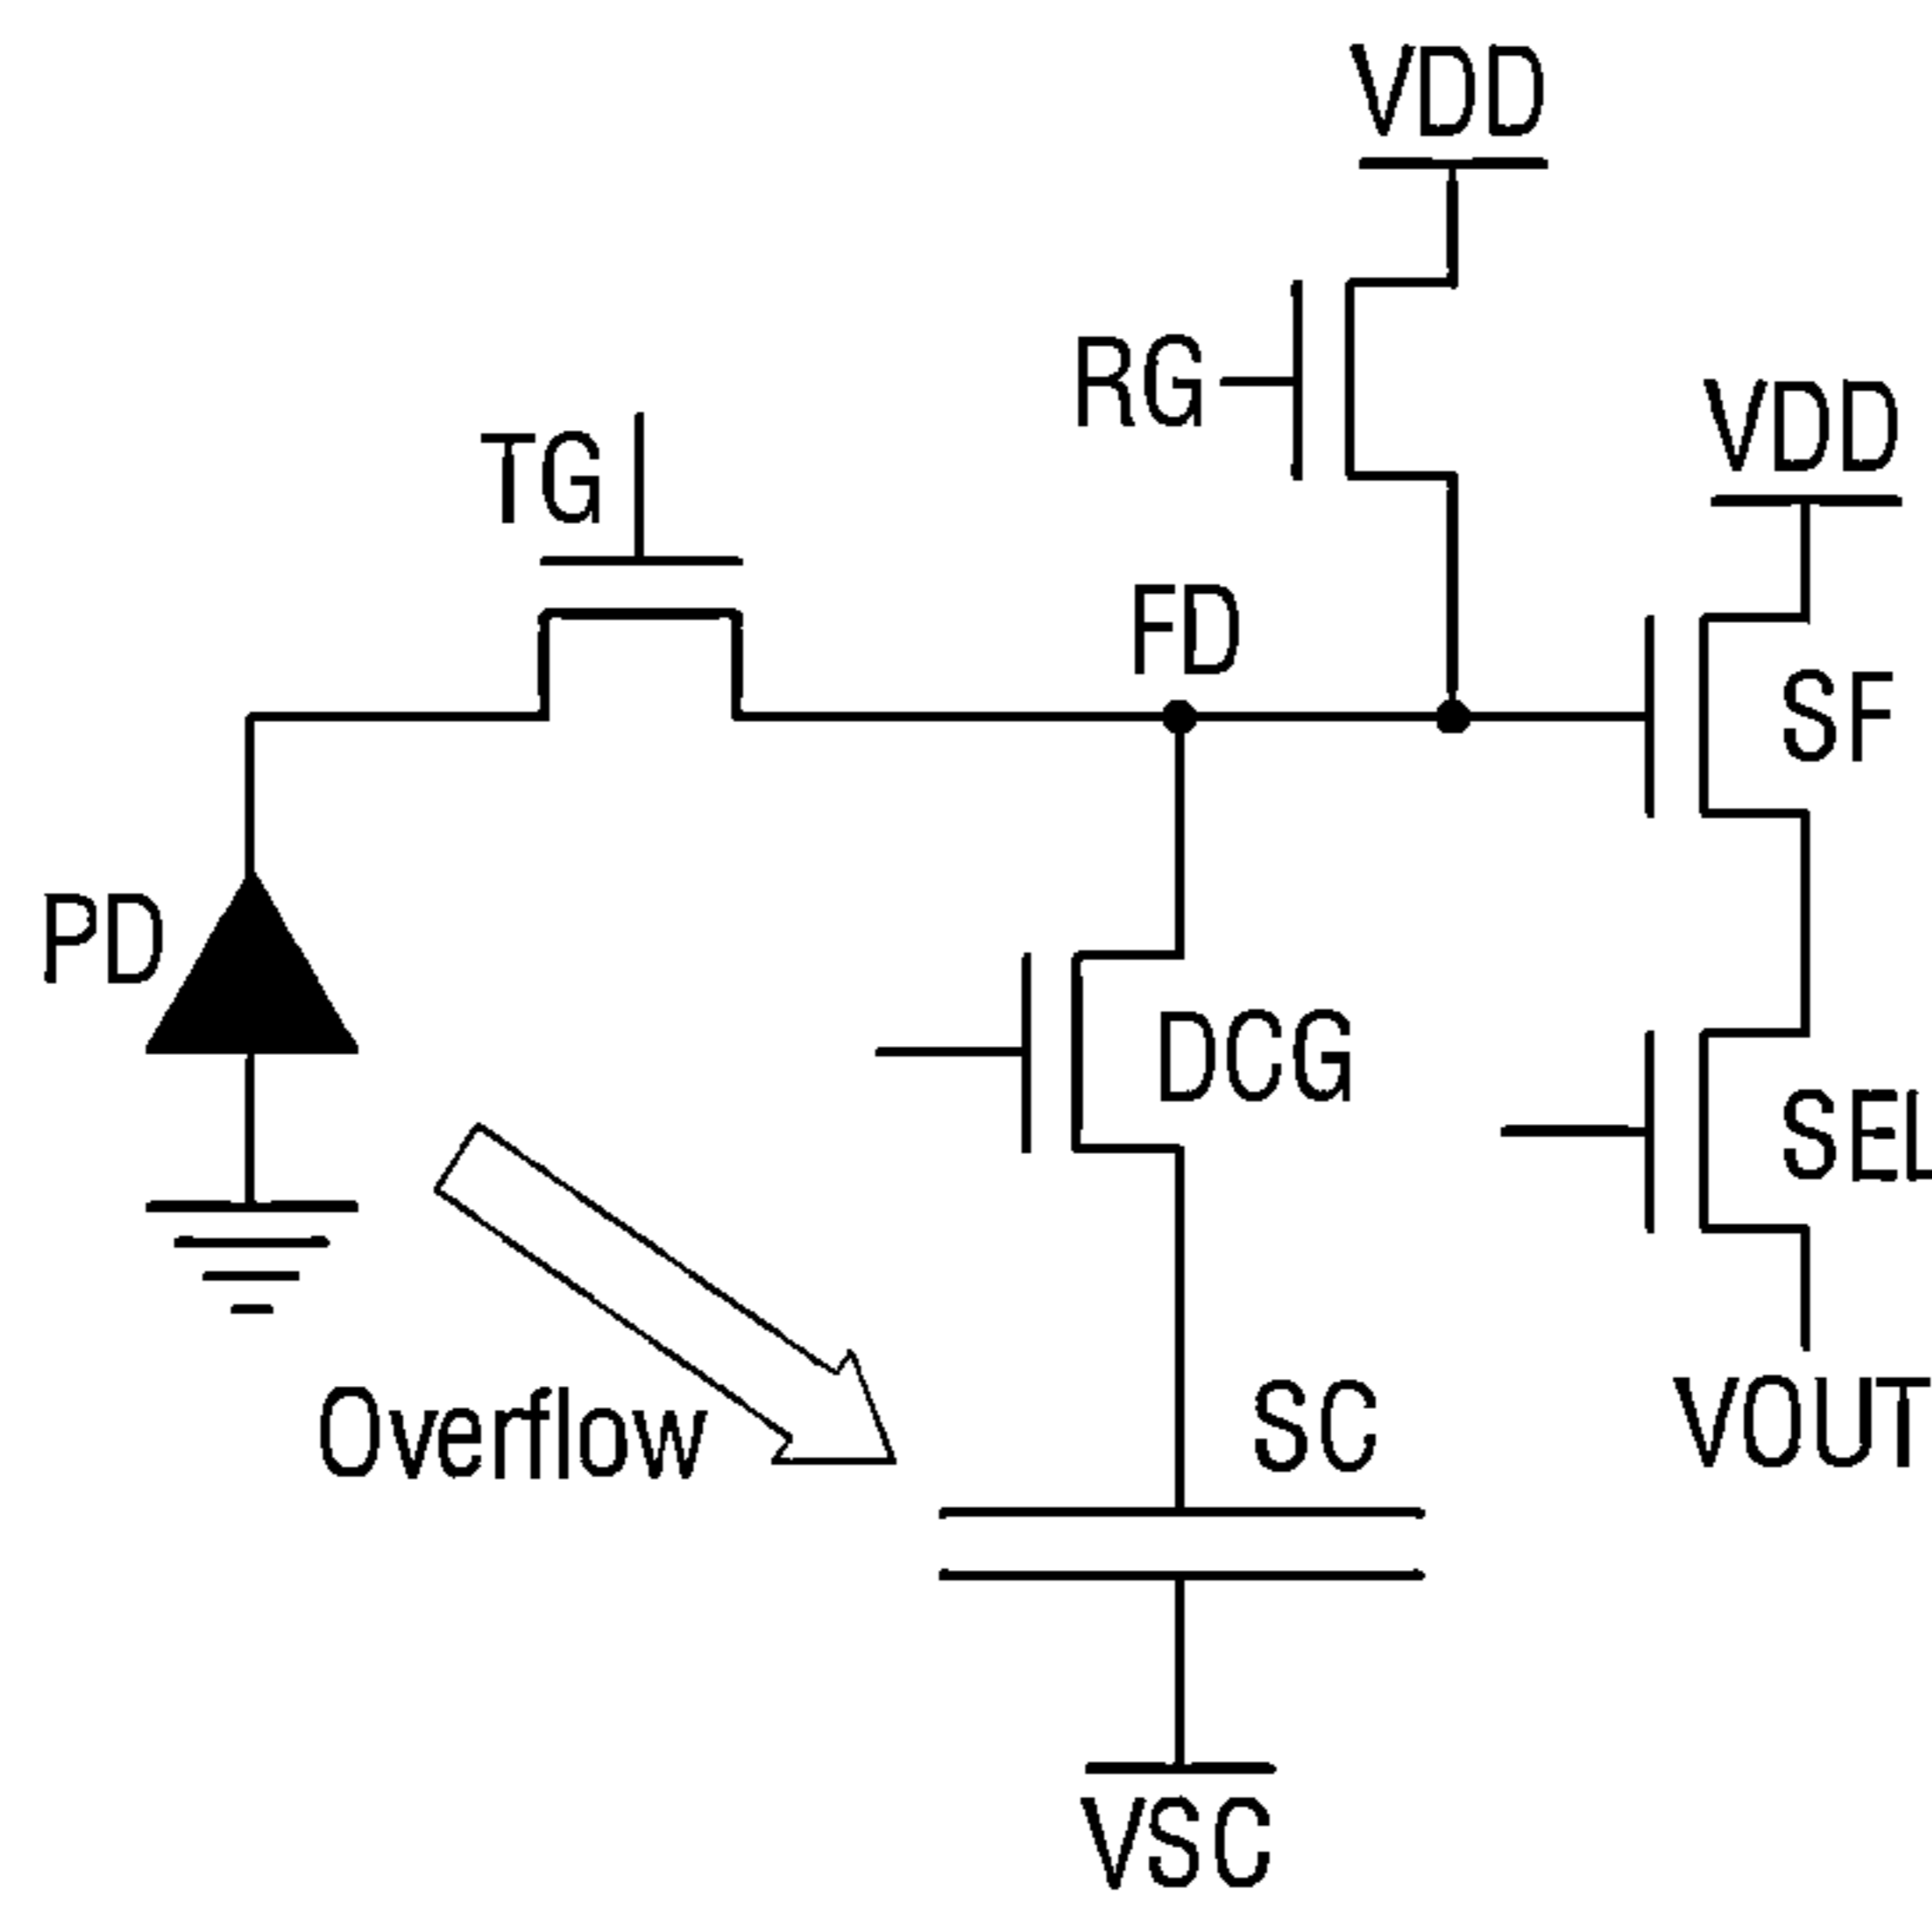 VDD
RG
VDD
TG
FD
SF
PD
DCG
SEL
Overflow
SC
VOUT
VSC